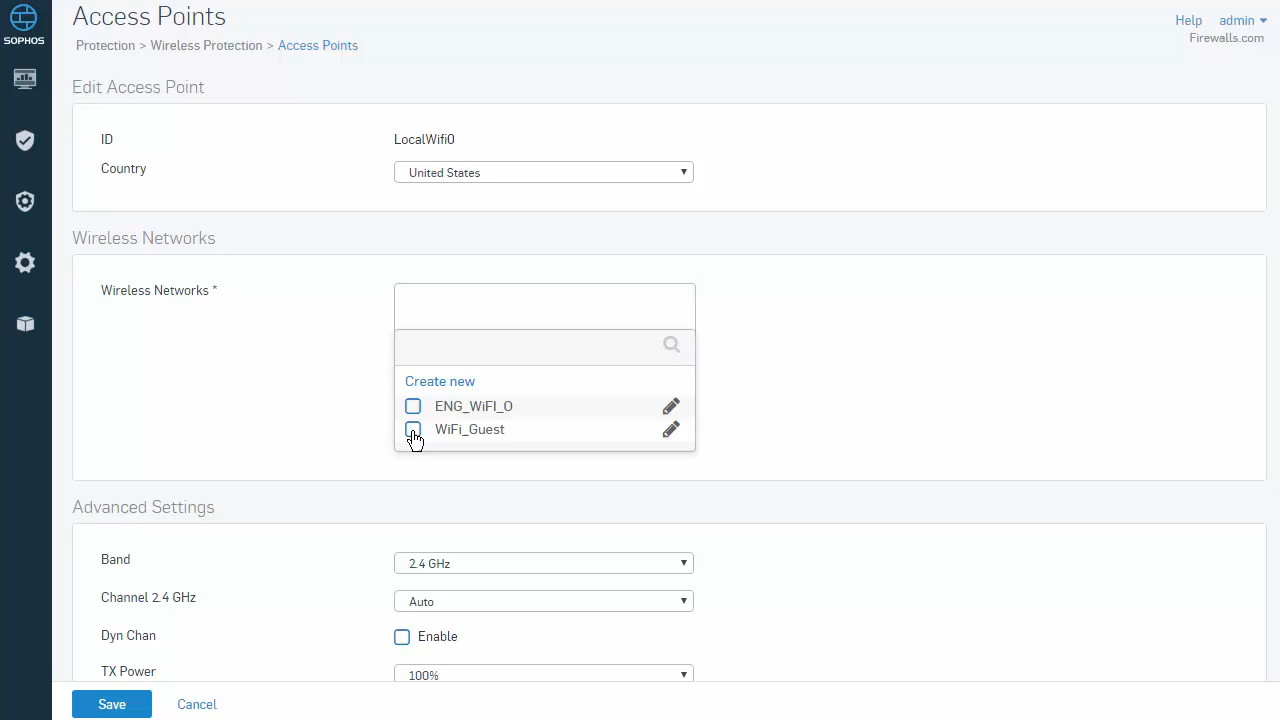 SOPHOS
Access Points
Help admin
Protection > Wireless Protection > Access Points
Firewalls.com
Edit Access Point
ID LocalWifi0
Country United States
Wireless Networks
Wireless Networks *
Create new
ENG_WiFI_O
WiFi_Guest
Advanced Settings
Band 2.4 GHz
Channel 2.4 GHz Auto
Dyn Chan Enable
TX Power 100%
Save Cancel